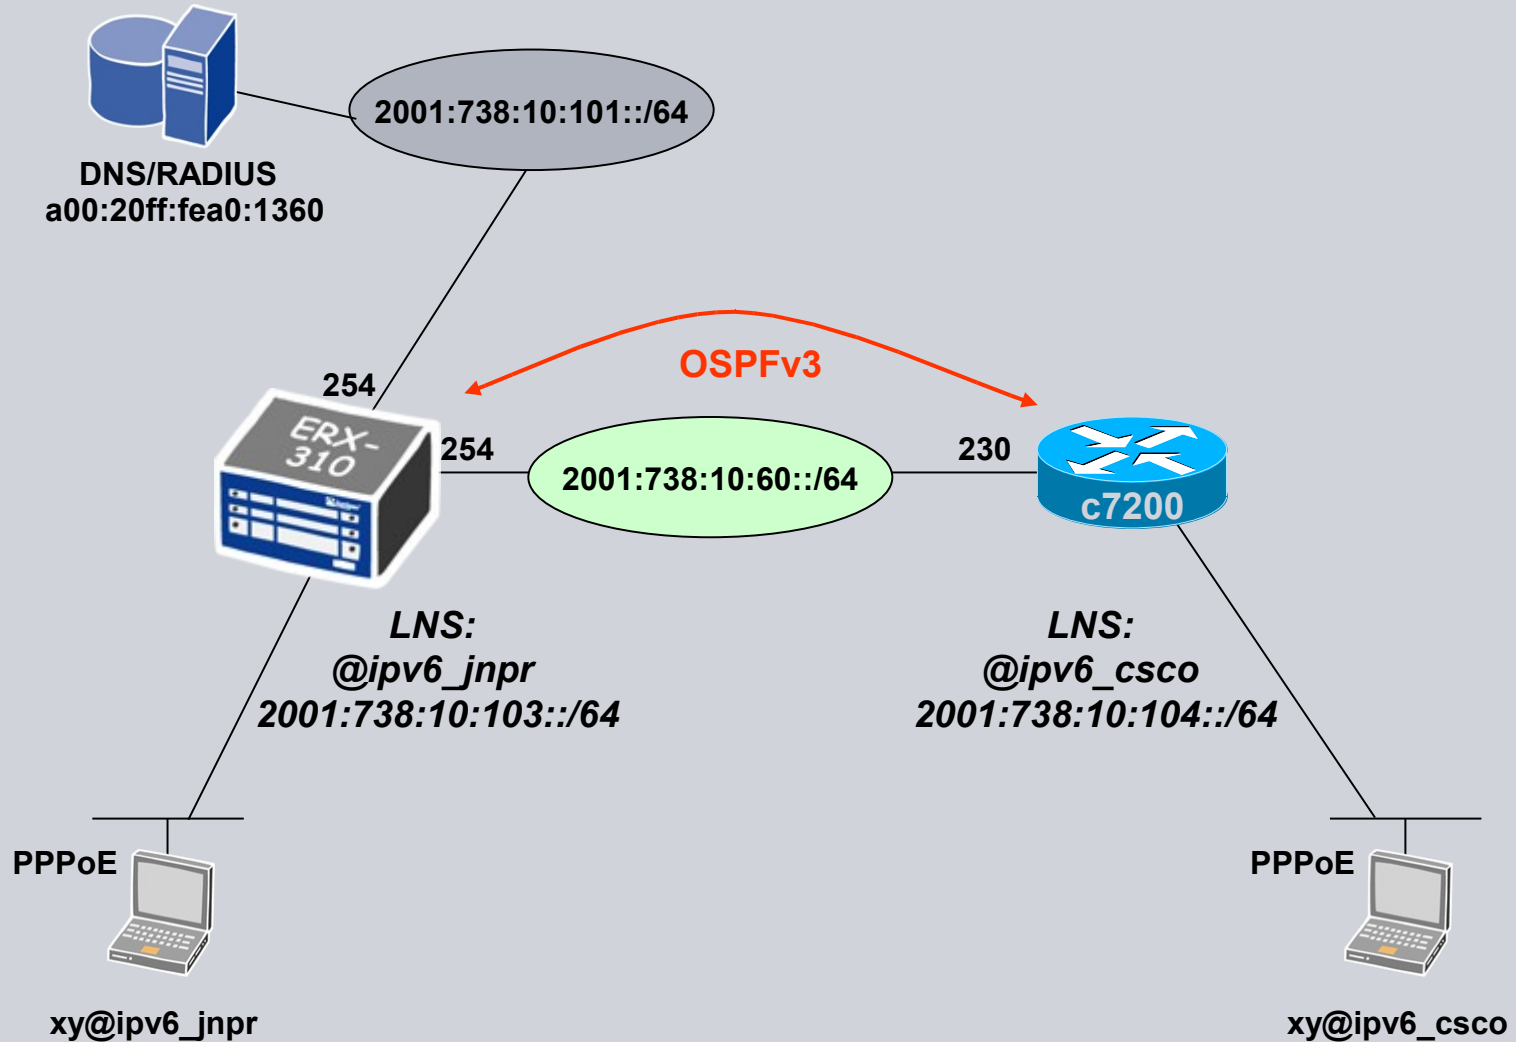 2001:738:10:101::/64
DNS/RADIUS
a00:20ff:fea0:1360
OSPFv3
254
ERX-
310
254
2001:738:10:60::/64
230
c7200
LNS:
@ipv6_jnpr
2001:738:10:103::/64
LNS:
@ipv6_csco
2001:738:10:104::/64
PPPoE
PPPoE
xy@ipv6_jnpr
xy@ipv6_csco